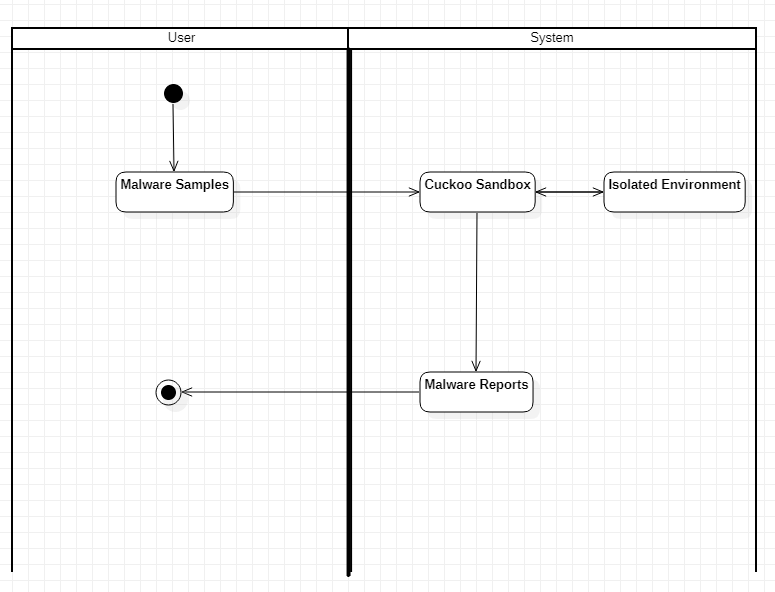 User
System
Malware Samples
Cuckoo Sandbox
Isolated Environment
Malware Reports